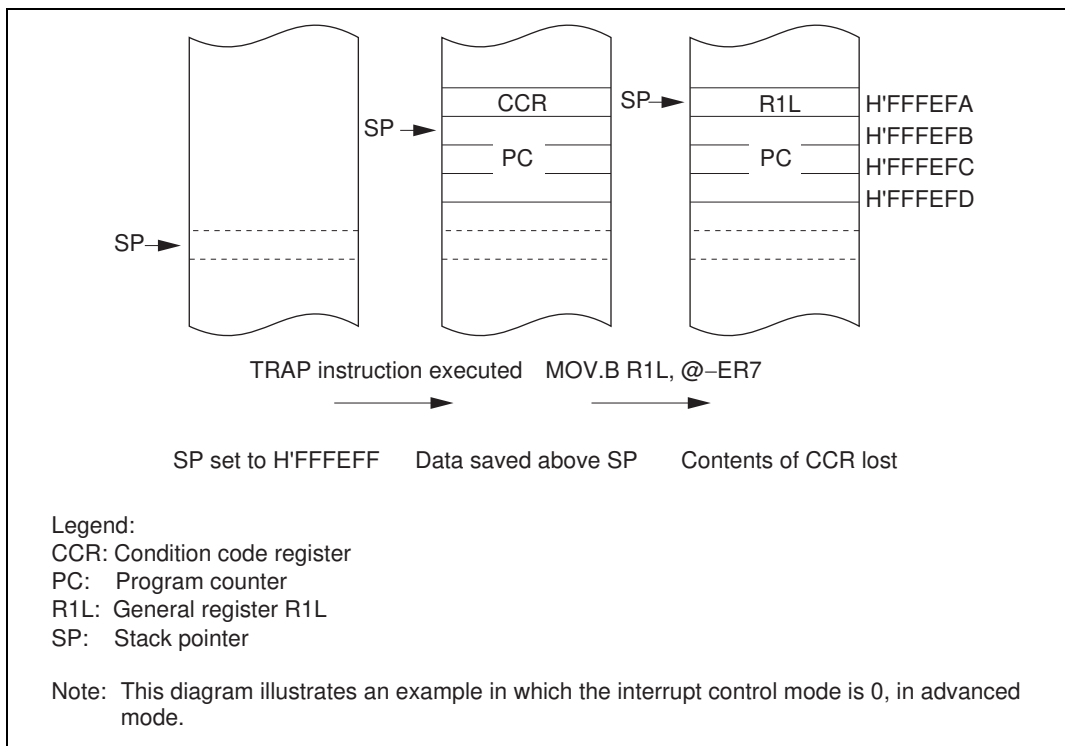 CCR SP R1L H'FFFEFA
SP H'FFFEFB
PC PC H'FFFEFC
H'FFFEFD
SP
TRAP instruction executed MOV.B R1L, @–ER7
SP set to H'FFFEFF Data saved above SP Contents of CCR lost
Legend:
CCR: Condition code register
PC: Program counter
R1L: General register R1L
SP: Stack pointer
Note: This diagram illustrates an example in which the interrupt control mode is 0, in advanced
mode.